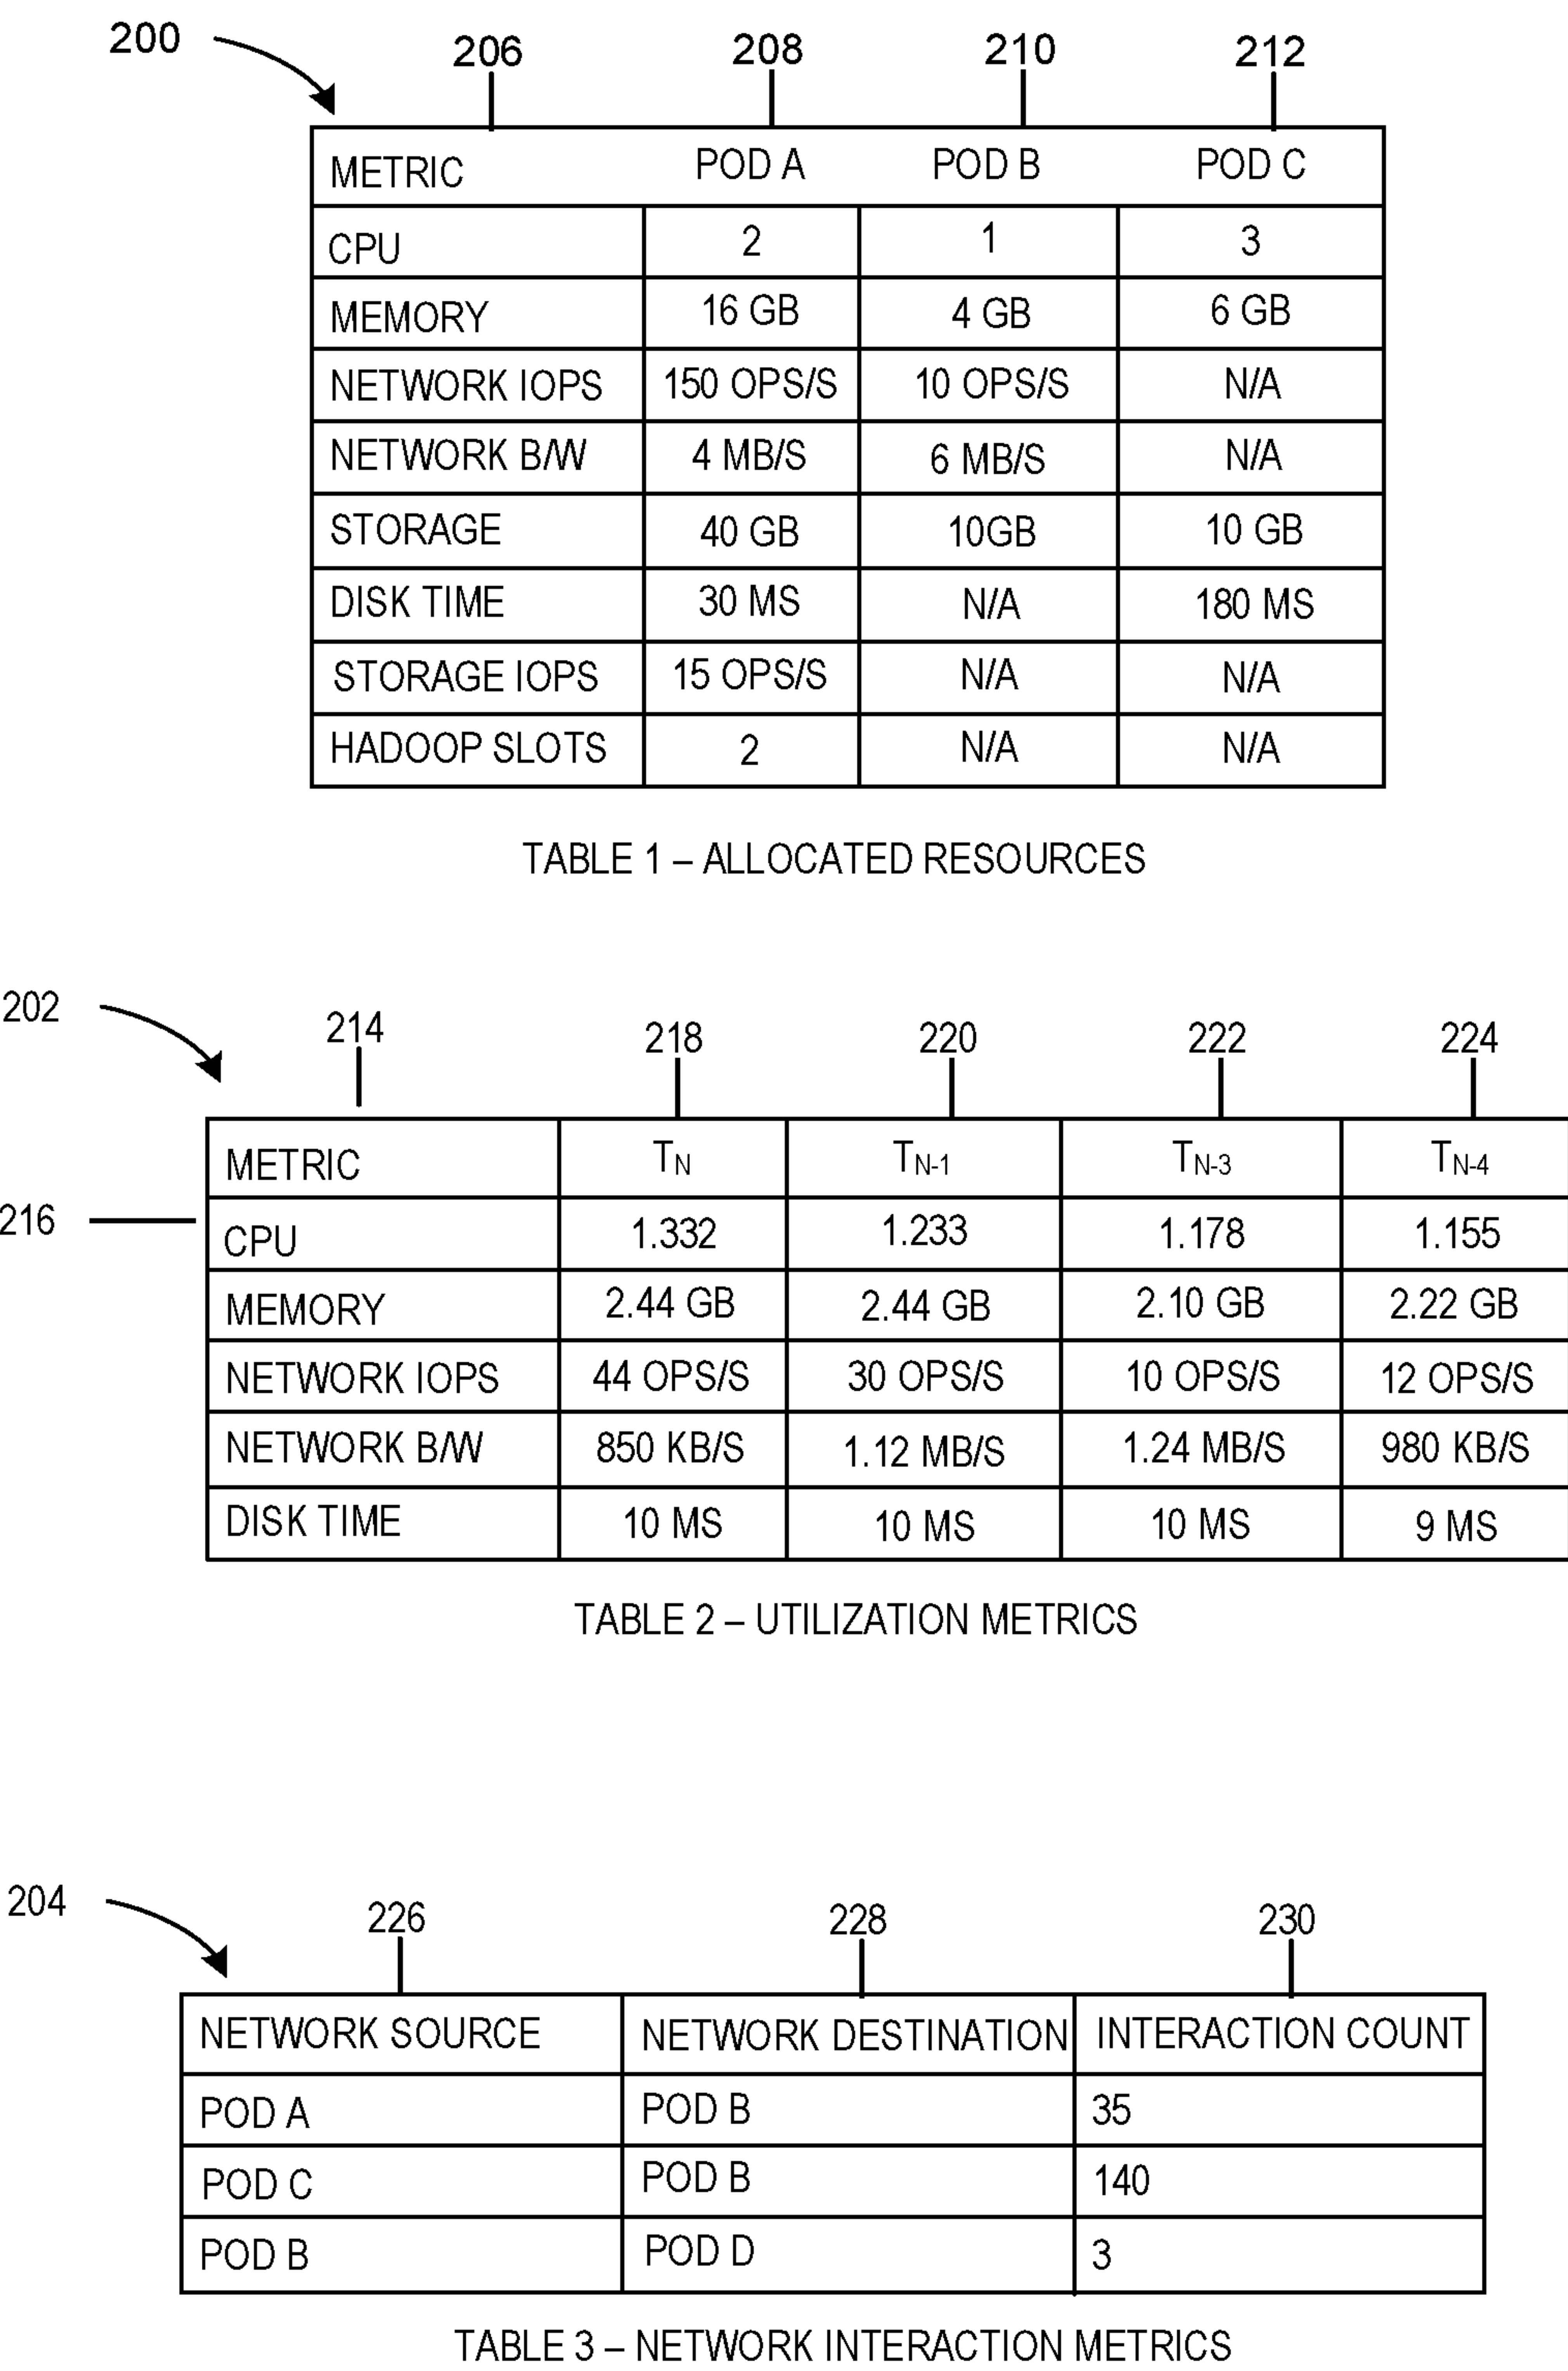 200 206 208 210 212
METRIC POD A POD B POD C
CPU 2 1 3
MEMORY 16 GB 4 GB 6 GB
NETWORK IOPS 150 OPS/S 10 OPS/S N/A
NETWORK B/W 4 MB/S 6 MB/S N/A
STORAGE 40 GB 10GB 10 GB
DISK TIME 30 MS N/A 180 MS
STORAGE IOPS 15 OPS/S N/A N/A
HADOOP SLOTS 2 N/A N/A
TABLE 1 – ALLOCATED RESOURCES
202 214 218 220 222 224
METRIC TN TN-1 TN-3 TN-4
216 CPU 1.332 1.233 1.178 1.155
MEMORY 2.44 GB 2.44 GB 2.10 GB 2.22 GB
NETWORK IOPS 44 OPS/S 30 OPS/S 10 OPS/S 12 OPS/S
NETWORK B/W 850 KB/S 1.12 MB/S 1.24 MB/S 980 KB/S
DISK TIME 10 MS 10 MS 10 MS 9 MS
TABLE 2 – UTILIZATION METRICS
204 226 228 230
NETWORK SOURCE NETWORK DESTINATION INTERACTION COUNT
POD A POD B 35
POD C POD B 140
POD B POD D 3
TABLE 3 – NETWORK INTERACTION METRICS